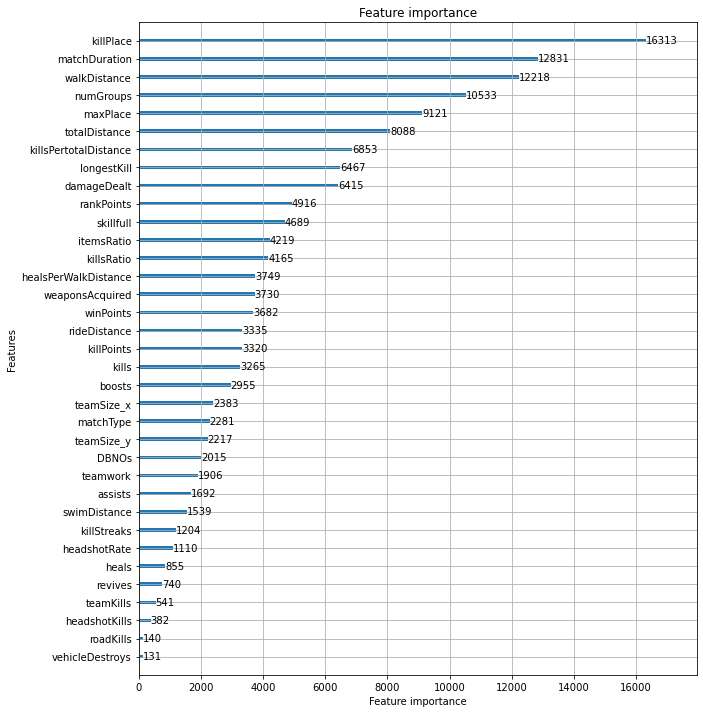 Feature importance
killPlace 16313
matchDuration 12831
walkDistance 12218
numGroups 10533
maxPlace 9121
totalDistance 8088
killsPertotalDistance 6853
longestKill 6467
damageDealt 6415
rankPoints 4916
skillfull 4689
itemsRatio 4219
killsRatio 4165
healsPerWalkDistance 3749
weaponsAcquired 3730
winPoints 3682
rideDistance 3335
killPoints 3320
kills 3265
boosts 2955
teamSize_x 2383
matchType 2281
teamSize_y 2217
DBNOs 2015
teamwork 1906
assists 1692
swimDistance 1539
killStreaks 1204
headshotRate 1110
heals 855
revives 740
teamKills 541
headshotKills 382
roadKills 140
vehicleDestroys 131
Features
0 2000 4000 6000 8000 10000 12000 14000 16000
Feature importance